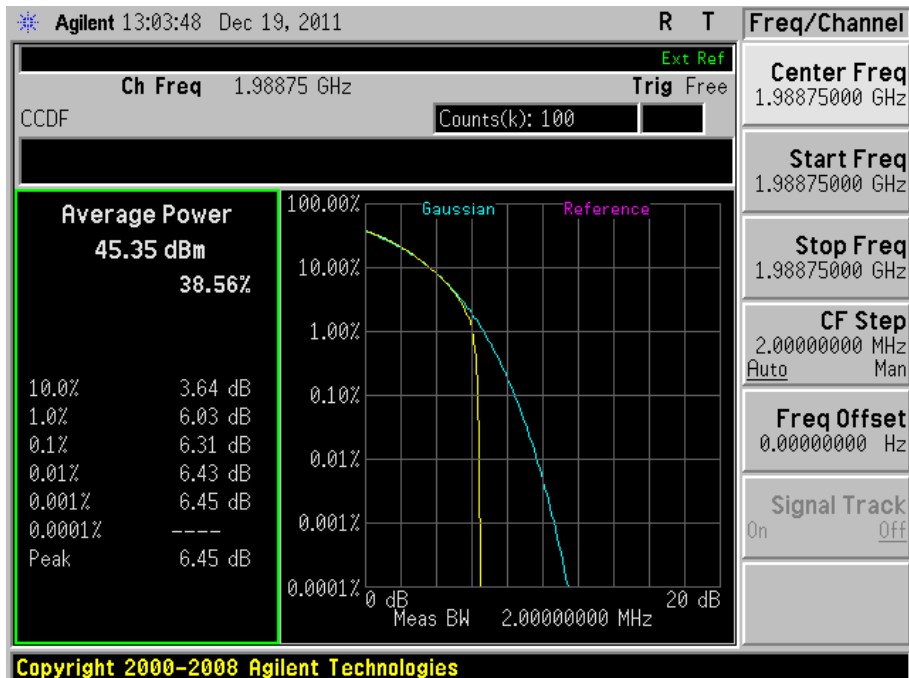 Agilent 13:03:48 Dec 19, 2011 R T
Ext Ref
Ch Freq 1.98875 GHz Trig Free
CCDF Counts(k): 100
Average Power
45.35 dBm
38.56%
10.0% 3.64 dB
1.0% 6.03 dB
0.1% 6.31 dB
0.01% 6.43 dB
0.001% 6.45 dB
0.0001% ----
Peak 6.45 dB
Gaussian Reference
100.00%
10.00%
1.00%
0.10%
0.01%
0.001%
0.0001%
0 dB 20 dB
Meas BW 2.00000000 MHz
Freq/Channel
Center Freq
1.98875000 GHz
Start Freq
1.98875000 GHz
Stop Freq
1.98875000 GHz
CF Step
2.00000000 MHz
Auto Man
Freq Offset
0.00000000 Hz
Signal Track
On Off
Copyright 2000-2008 Agilent Technologies